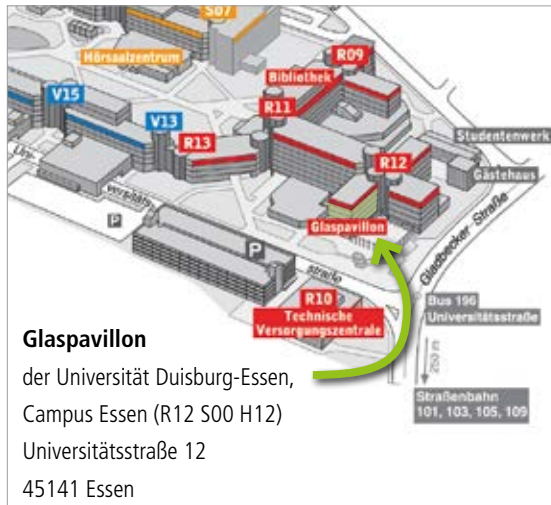 S07
Hörsaalzentrum
R09
Bibliothek
V15
R11
V13
R13
Studentenwerk
R12
Gästehaus
Uni-
versitäts-
Glaspavillon
Gladbecker Straße
P
P
straße
R10
Technische
Versorgungszentrale
Bus 196
Universitätsstraße
250 m
Straßenbahn
101, 103, 105, 109
Glaspavillon
der Universität Duisburg-Essen,
Campus Essen (R12 S00 H12)
Universitätsstraße 12
45141 Essen